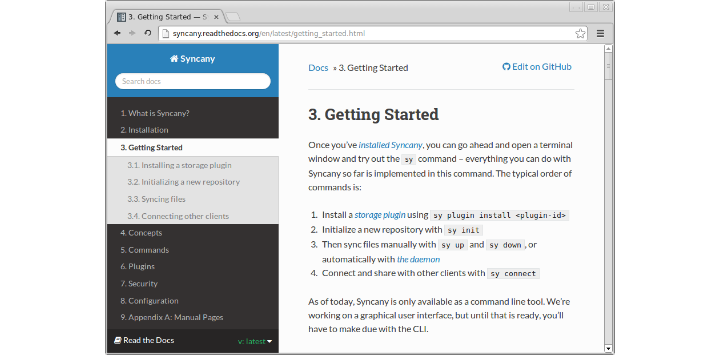 3. Getting Started — S
syncany.readthedocs.org/en/latest/getting_started.html
Syncany
Search docs
1. What is Syncany?
2. Installation
3. Getting Started
3.1. Installing a storage plugin
3.2. Initializing a new repository
3.3. Syncing files
3.4. Connecting other clients
4. Concepts
5. Commands
6. Plugins
7. Security
8. Configuration
9. Appendix A: Manual Pages
Read the Docs
v: latest
Docs » 3. Getting Started
Edit on GitHub
3. Getting Started
Once you've installed Syncany, you can go ahead and open a terminal
window and try out the sy command – everything you can do with
Syncany so far is implemented in this command. The typical order of
commands is:
1. Install a storage plugin using sy plugin install <plugin-id>
2. Initialize a new repository with sy init
3. Then sync files manually with sy up and sy down, or
automatically with the daemon
4. Connect and share with other clients with sy connect
As of today, Syncany is only available as a command line tool. We're
working on a graphical user interface, but until that is ready, you'll
have to make due with the CLI.